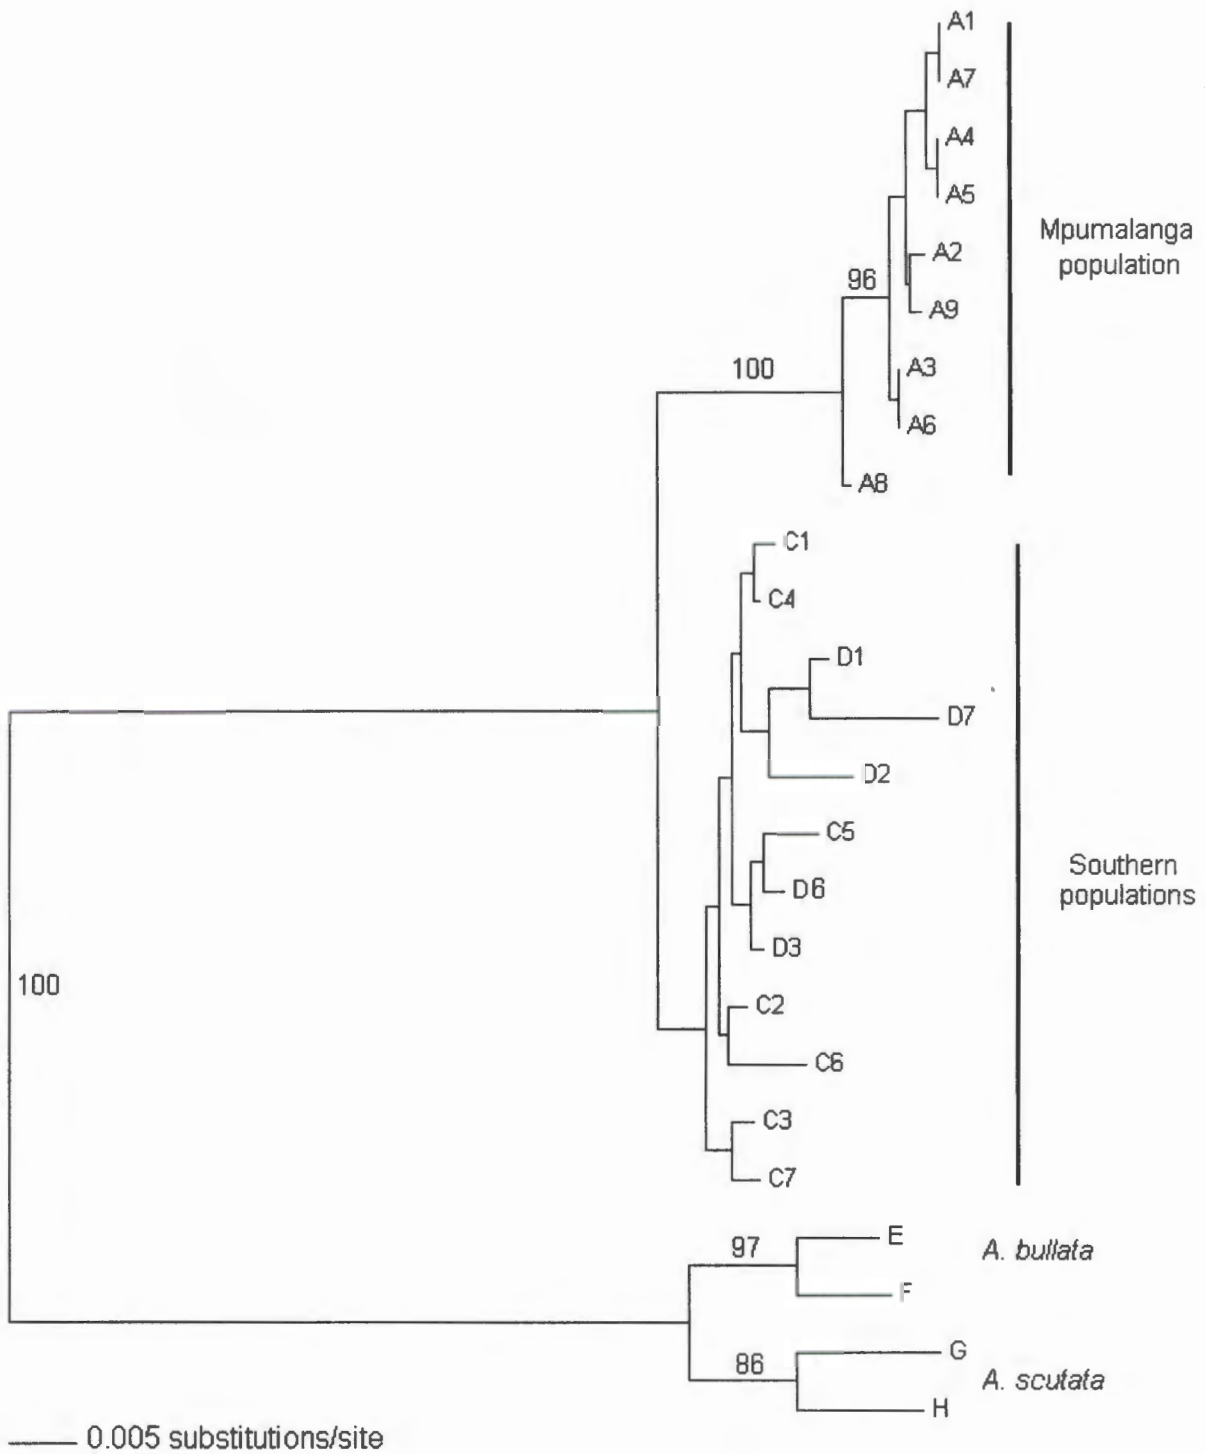 A1
A7
A4
A5
Mpumalanga
population
A2
96
A9
A3
100
A6
A8
C1
C4
D1
D7
D2
C5
Southern
populations
D6
D3
100
C2
C6
C3
C7
E
97
A. bullata
F
G
86
A. scutata
H
0.005 substitutions/site